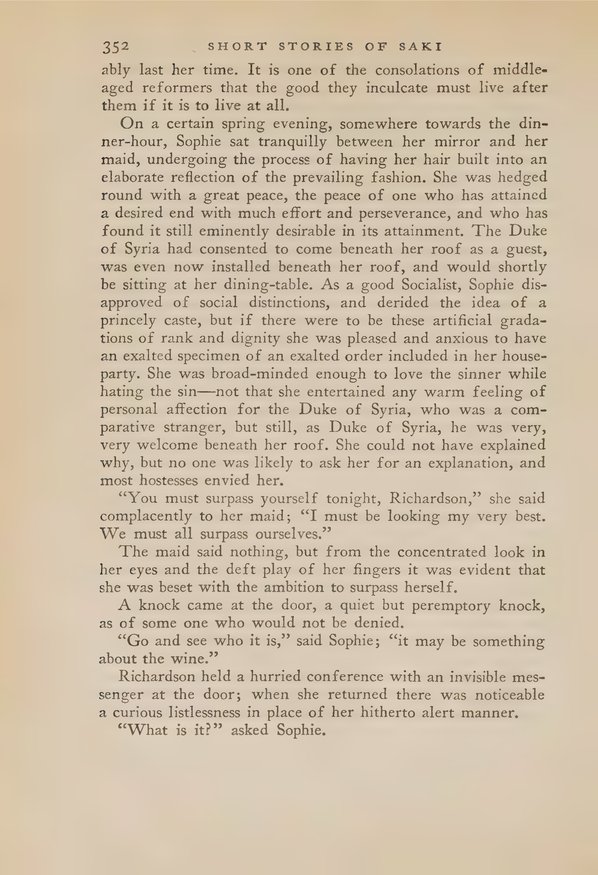 352 SHORT STORIES OF SAKI
ably last her time. It is one of the consolations of middle-
aged reformers that the good they inculcate must live after
them if it is to live at all.
On a certain spring evening, somewhere towards the din-
ner-hour, Sophie sat tranquilly between her mirror and her
maid, undergoing the process of having her hair built into an
elaborate reflection of the prevailing fashion. She was hedged
round with a great peace, the peace of one who has attained
a desired end with much effort and perseverance, and who has
found it still eminently desirable in its attainment. The Duke
of Syria had consented to come beneath her roof as a guest,
was even now installed beneath her roof, and would shortly
be sitting at her dining-table. As a good Socialist, Sophie dis-
approved of social distinctions, and derided the idea of a
princely caste, but if there were to be these artificial grada-
tions of rank and dignity she was pleased and anxious to have
an exalted specimen of an exalted order included in her house-
party. She was broad-minded enough to love the sinner while
hating the sin—not that she entertained any warm feeling of
personal affection for the Duke of Syria, who was a com-
parative stranger, but still, as Duke of Syria, he was very,
very welcome beneath her roof. She could not have explained
why, but no one was likely to ask her for an explanation, and
most hostesses envied her.
“You must surpass yourself tonight, Richardson,” she said
complacently to her maid; “I must be looking my very best.
We must all surpass ourselves.”
The maid said nothing, but from the concentrated look in
her eyes and the deft play of her fingers it was evident that
she was beset with the ambition to surpass herself.
A knock came at the door, a quiet but peremptory knock,
as of some one who would not be denied.
“Go and see who it is,” said Sophie; “it may be something
about the wine.”
Richardson held a hurried conference with an invisible mes-
senger at the door; when she returned there was noticeable
a curious listlessness in place of her hitherto alert manner.
“What is it?” asked Sophie.